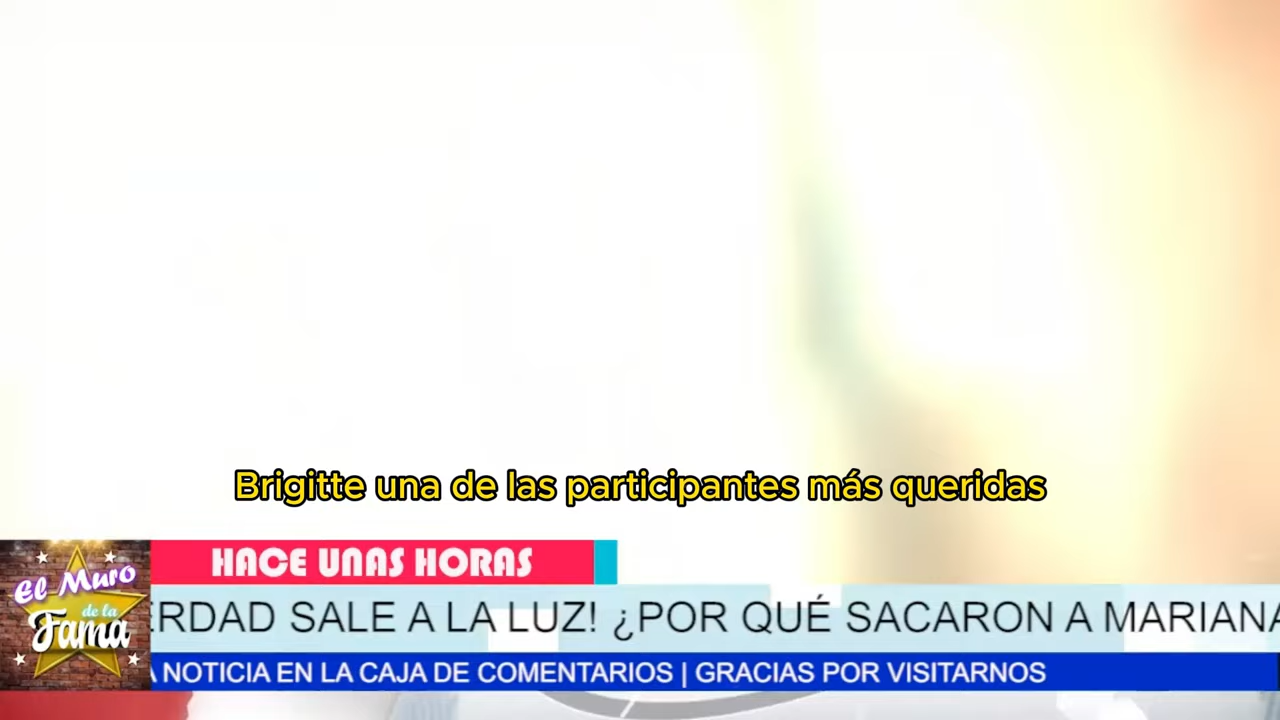 Brigitte una de las participantes más queridas
HACE UNAS HORAS
El Muro
de la
Fama
ERDAD SALE A LA LUZ! ¿POR QUÉ SACARON A MARIANA
A NOTICIA EN LA CAJA DE COMENTARIOS | GRACIAS POR VISITARNOS